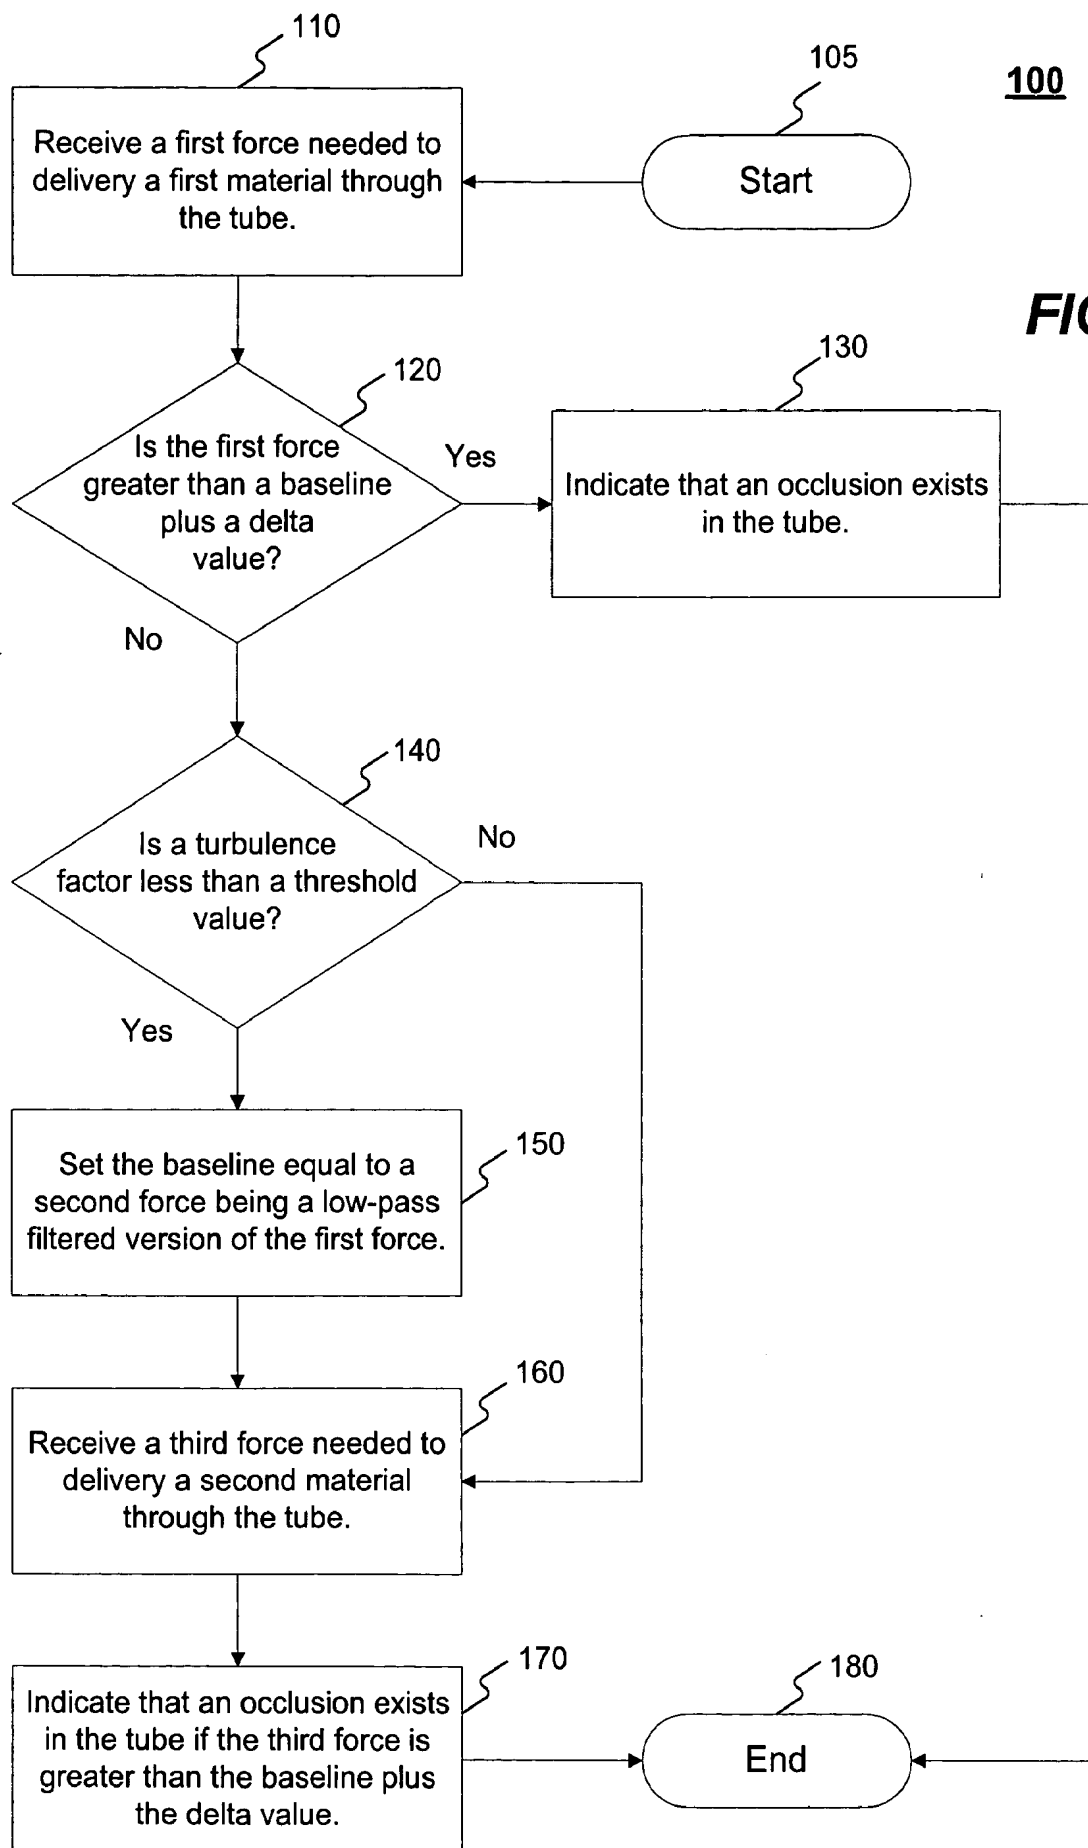 110
105
100
Receive a first force needed to
delivery a first material through
the tube.
Start
FIG
120
130
Is the first force
greater than a baseline
plus a delta
value?
Yes
Indicate that an occlusion exists
in the tube.
No
140
Is a turbulence
factor less than a threshold
value?
No
Yes
150
Set the baseline equal to a
second force being a low-pass
filtered version of the first force.
160
Receive a third force needed to
delivery a second material
through the tube.
170
180
Indicate that an occlusion exists
in the tube if the third force is
greater than the baseline plus
the delta value.
End